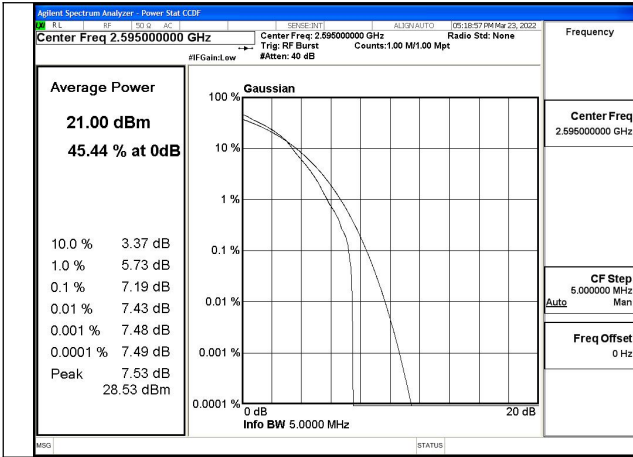 Agilent Spectrum Analyzer - Power Stat CCDF
RL RF 50 Ω AC SENSE:INT ALIGNAUTO 05:18:57 PM Mar 23, 2022
Center Freq 2.595000000 GHz
Center Freq: 2.595000000 GHz Radio Std: None
Trig: RF Burst Counts:1.00 M/1.00 Mpt
#IFGain:Low #Atten: 40 dB
Frequency
Average Power
21.00 dBm
45.44 % at 0dB
10.0 % 3.37 dB
1.0 % 5.73 dB
0.1 % 7.19 dB
0.01 % 7.43 dB
0.001 % 7.48 dB
0.0001 % 7.49 dB
Peak 7.53 dB
28.53 dBm
Gaussian
100 %
10 %
1 %
0.1 %
0.01 %
0.001 %
0.0001 %
0 dB 20 dB
Info BW 5.0000 MHz
Center Freq
2.595000000 GHz
CF Step
5.000000 MHz
Auto Man
Freq Offset
0 Hz
MSG STATUS